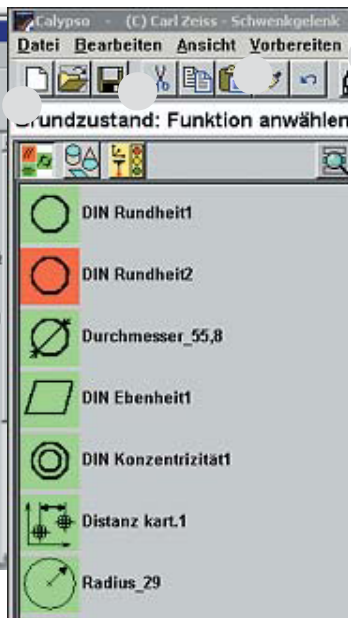 Calypso - (C) Carl Zeiss - Schwenkgelenk
Datei Bearbeiten Ansicht Vorbereiten
Grundzustand: Funktion anwählen
DIN Rundheit1
DIN Rundheit2
Durchmesser_55,8
DIN Ebenheit1
DIN Konzentrizität1
Distanz kart.1
Radius_29